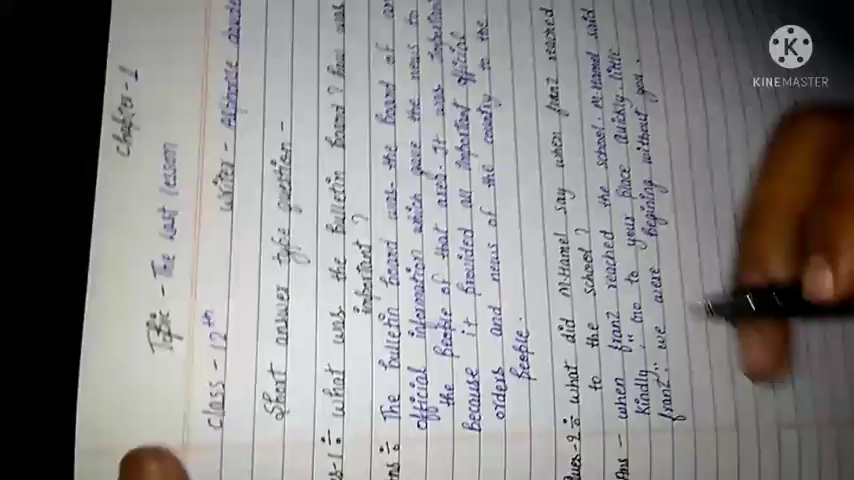 Chapter - 1
Topic - The last lesson
class - 12th writer - Alphonse daudet
Short answer type question -
s-1 ÷ what was the Bulletin board? how was
important?
ns ÷ The bulletin board was the board of an
official information which gave the news to
the people of that area. It was important
Because it provided all important official
orders and news of the country to the
people.
Ques-2 ÷ what did M.Hamel say when franz reached
to the school?
Ans - when franz reached the school. M.Hamel said
kindly, " Go to your place quickly little
franz". we were Begining without you.
KINEMASTER